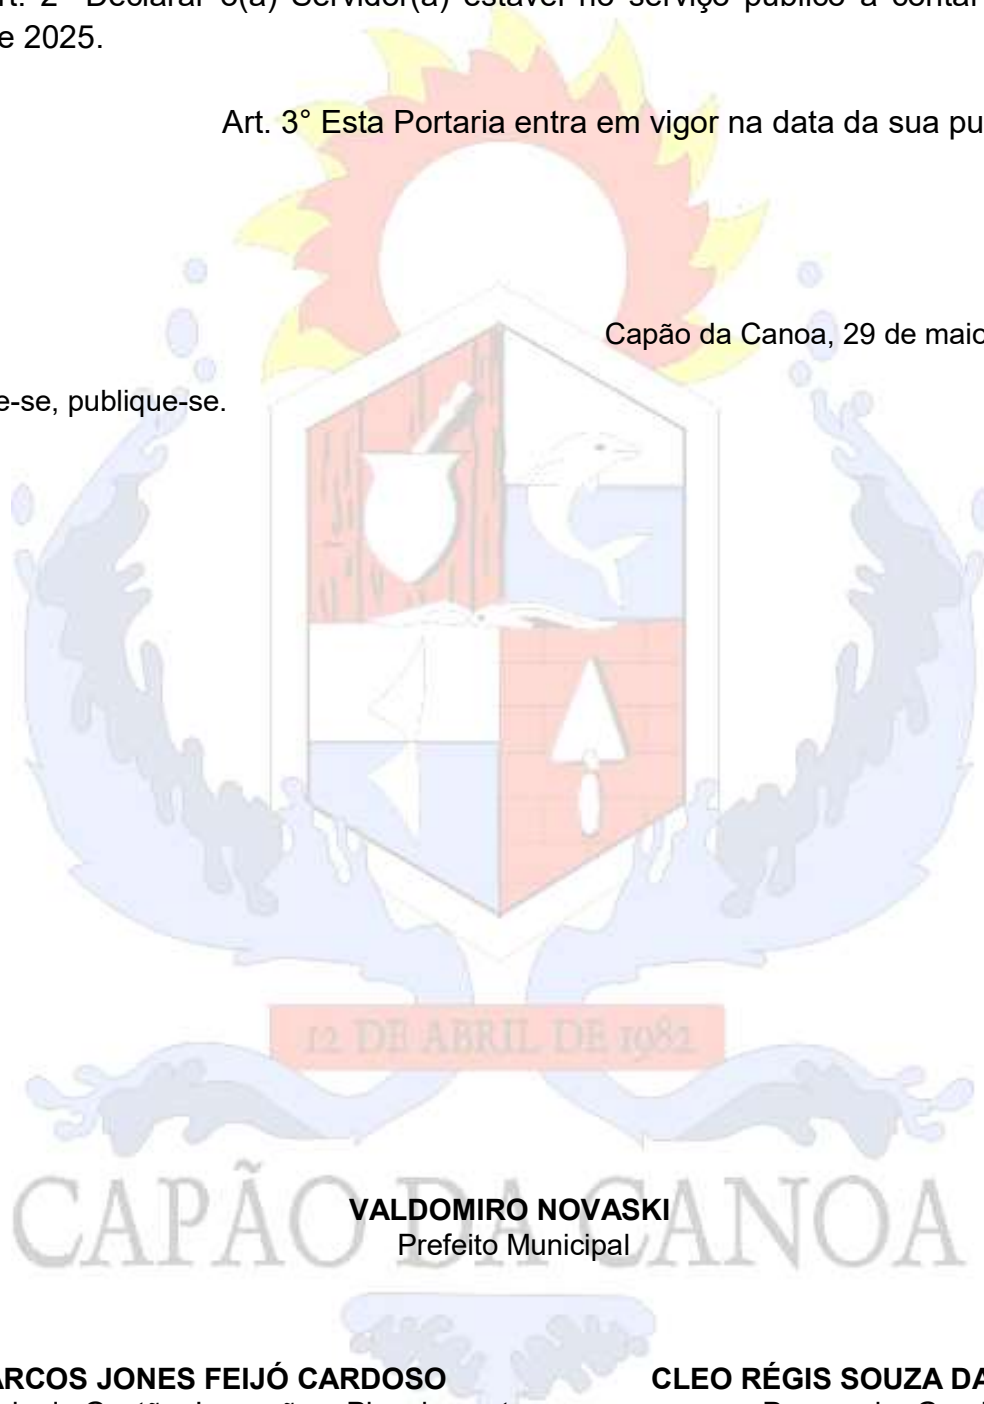 Art. 2° Declarar o(a) Servidor(a) estável no serviço público a contar
de 2025.
Art. 3° Esta Portaria entra em vigor na data da sua pu
Capão da Canoa, 29 de maio
e-se, publique-se.
12 DE ABRIL DE 1982
CAPÃO DA CANOA
VALDOMIRO NOVASKI
Prefeito Municipal
ARCOS JONES FEIJÓ CARDOSO
CLEO RÉGIS SOUZA DA